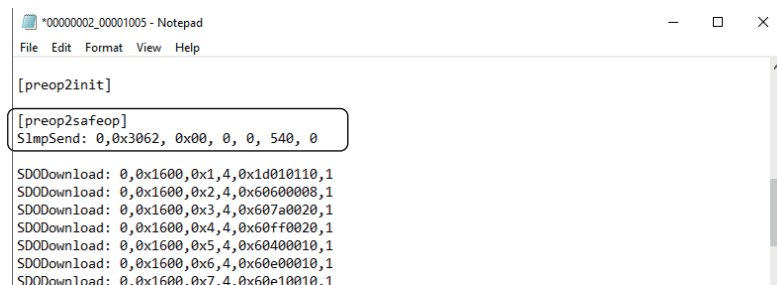 *00000002_00001005 - Notepad
File Edit Format View Help
[preop2init]
[preop2safeop]
SlmpSend: 0,0x3062, 0x00, 0, 0, 540, 0
SDODownload: 0,0x1600,0x1,4,0x1d010110,1
SDODownload: 0,0x1600,0x2,4,0x60600008,1
SDODownload: 0,0x1600,0x3,4,0x607a0020,1
SDODownload: 0,0x1600,0x4,4,0x60ff0020,1
SDODownload: 0,0x1600,0x5,4,0x60400010,1
SDODownload: 0,0x1600,0x6,4,0x60e00010,1
SDODownload: 0,0x1600,0x7,4,0x60e10010,1